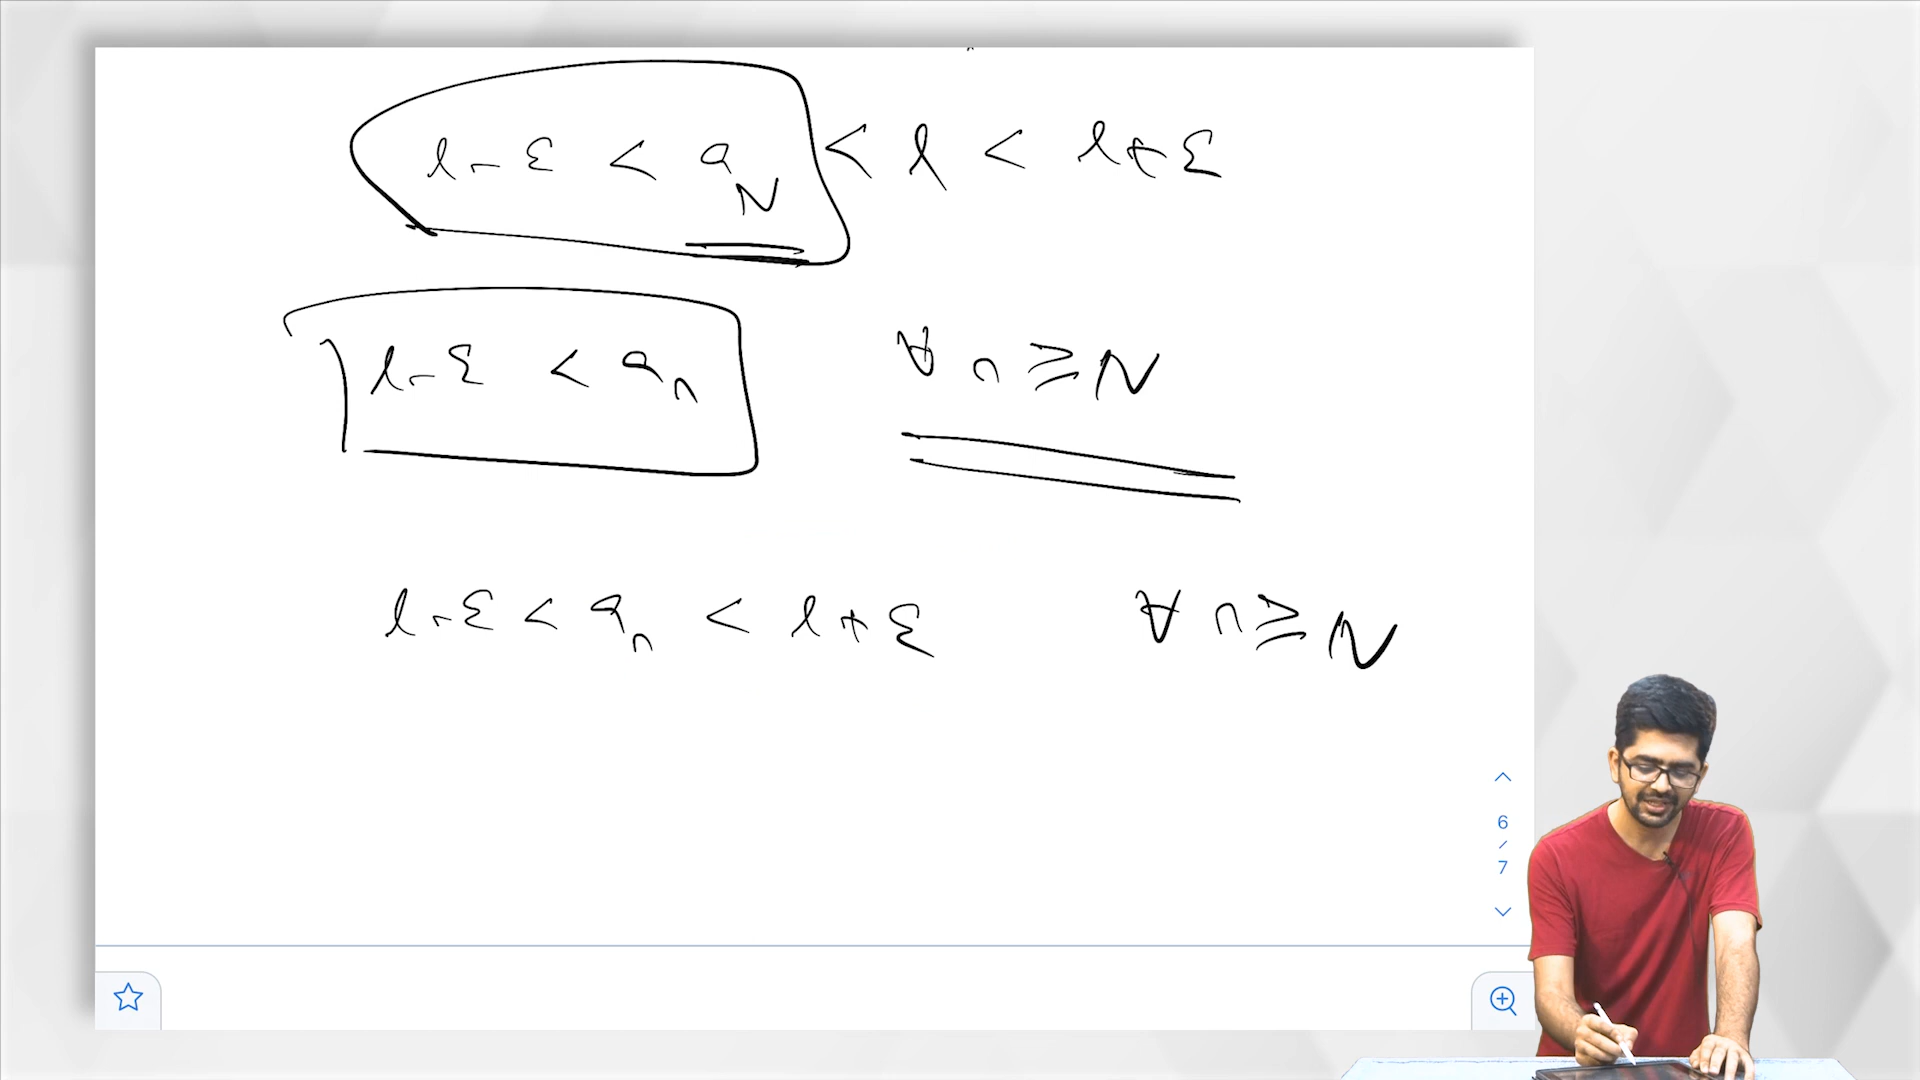 l-ε < a_N < l < l+ε
l-ε < a_n ∀ n ≥ N
l-ε < a_n < l+ε ∀ n ≥ N
6
/
7